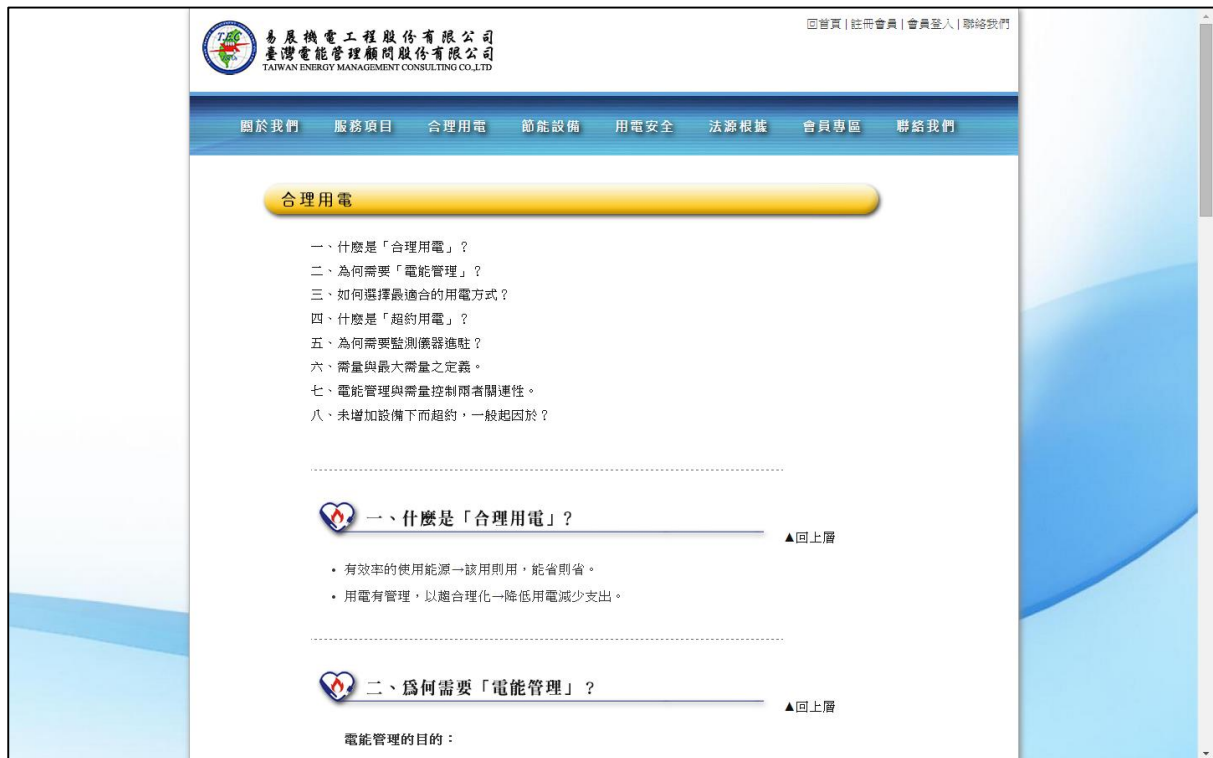 回首頁 | 註冊會員 | 會員登入 | 聯絡我們
TEC
易展機電工程股份有限公司
臺灣電能管理顧問股份有限公司
TAIWAN ENERGY MANAGEMENT CONSULTING CO.,LTD
關於我們 服務項目 合理用電 節能設備 用電安全 法源根據 會員專區 聯絡我們
合理用電
一、什麼是「合理用電」?
二、為何需要「電能管理」?
三、如何選擇最適合的用電方式?
四、什麼是「超約用電」?
五、為何需要監測儀器進駐?
六、需量與最大需量之定義。
七、電能管理與需量控制兩者關連性。
八、未增加設備下而超約,一般起因於?
一、什麼是「合理用電」?
▲回上層
• 有效率的使用能源→該用則用,能省則省。
• 用電有管理,以趨合理化→降低用電減少支出。
二、爲何需要「電能管理」?
▲回上層
電能管理的目的: